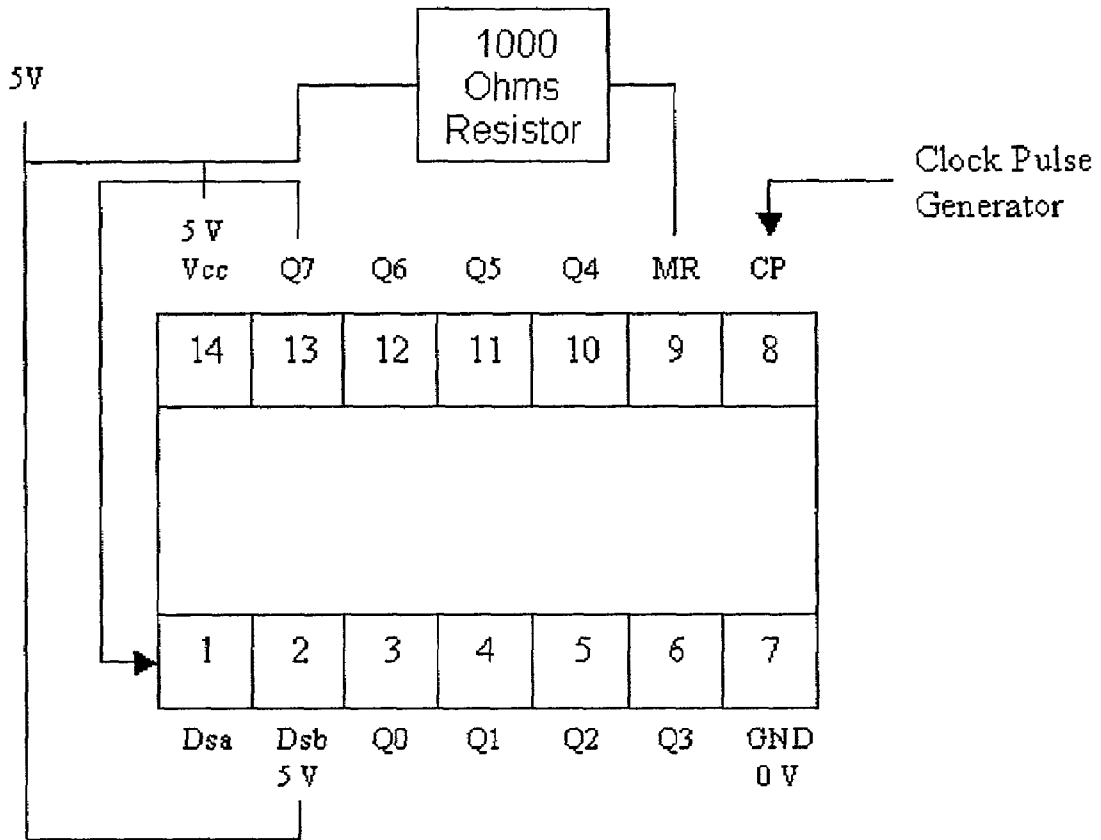 1000
Ohms
Resistor
5V
Clock Pulse
Generator
5 V
Vcc Q7 Q6 Q5 Q4 MR CP
14 13 12 11 10 9 8
1 2 3 4 5 6 7
Dsa Dsb Q0 Q1 Q2 Q3 GND
5 V 0 V